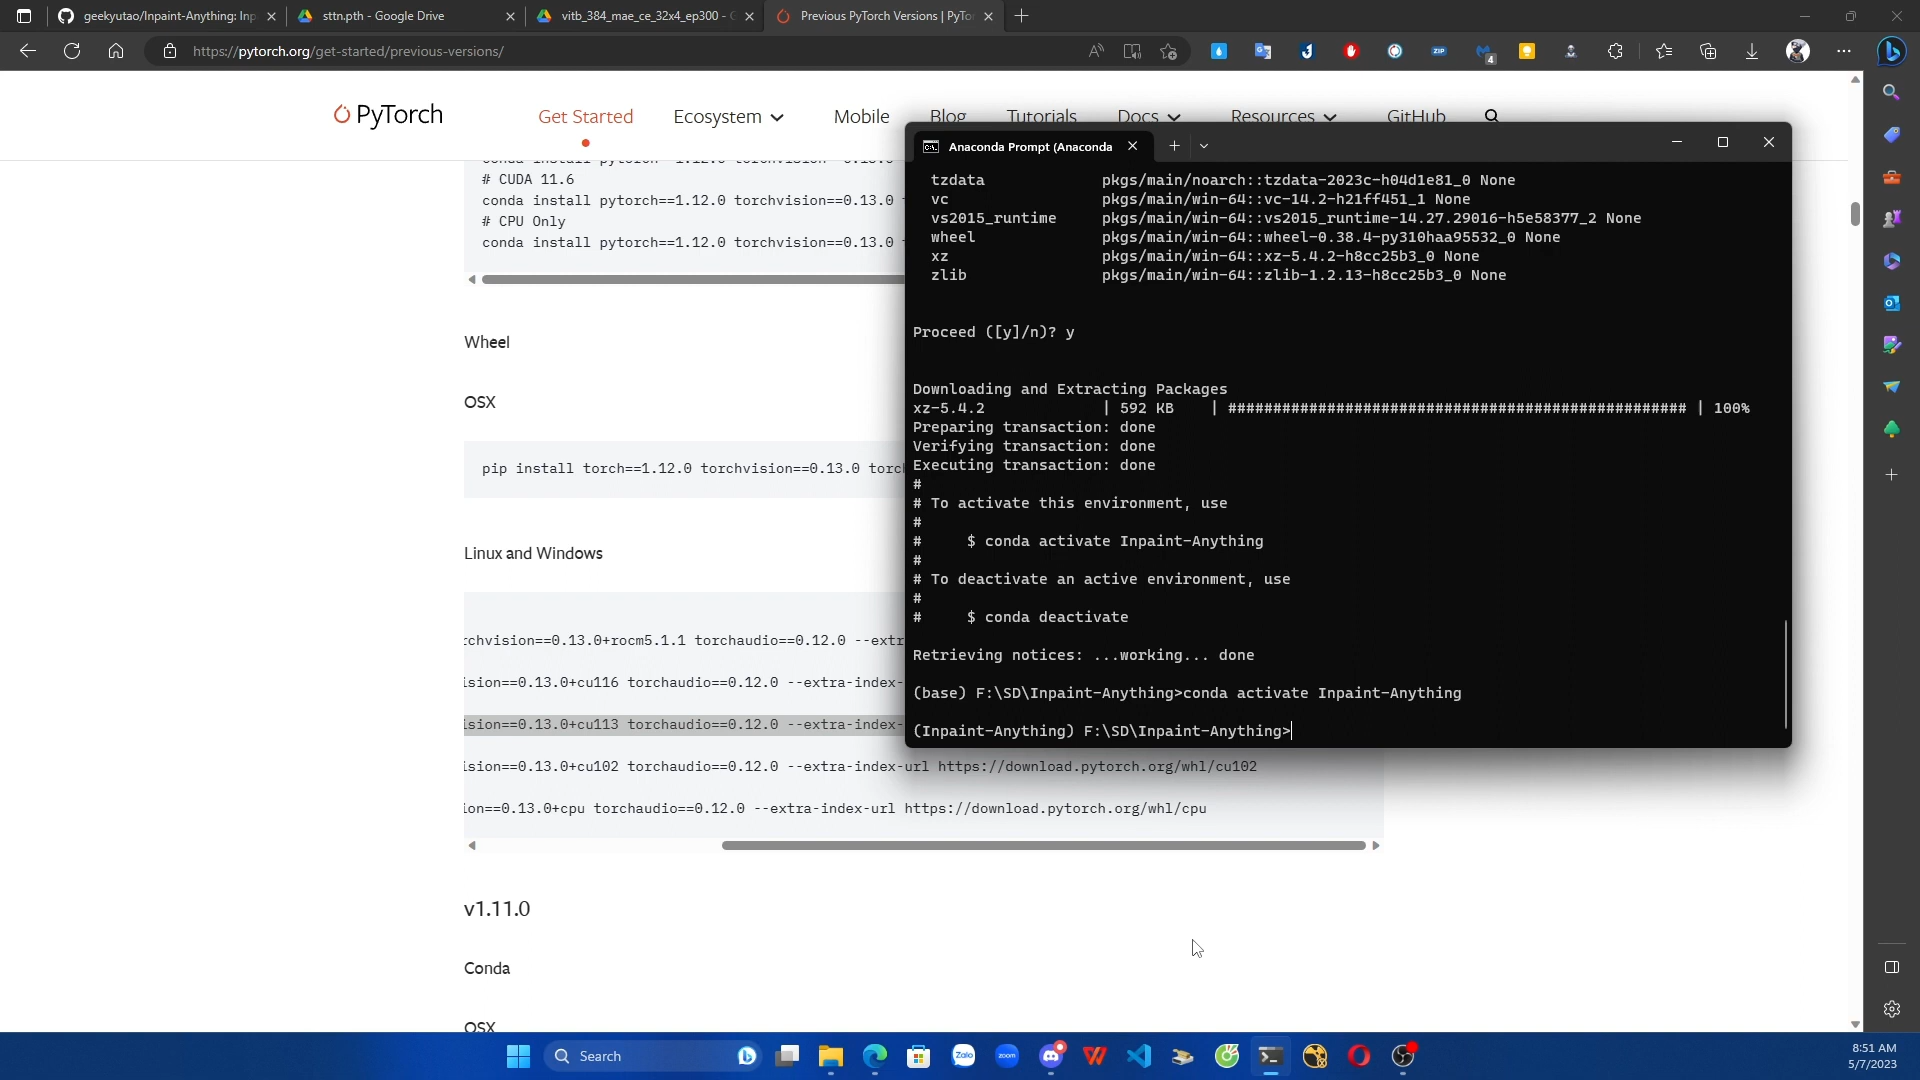 geekyutao/Inpaint-Anything: Inp
sttn.pth - Google Drive
vitb_384_mae_ce_32x4_ep300 - G
Previous PyTorch Versions | PyTor
https://pytorch.org/get-started/previous-versions/
ZIP
4
PyTorch
Get Started
Ecosystem
Mobile
Blog
Tutorials
Docs
Resources
GitHub
# CUDA 11.6
conda install pytorch==1.12.0 torchvision==0.13.0
# CPU Only
conda install pytorch==1.12.0 torchvision==0.13.0
Wheel
OSX
pip install torch==1.12.0 torchvision==0.13.0 torc
Linux and Windows
rchvision==0.13.0+rocm5.1.1 torchaudio==0.12.0 --extr
ision==0.13.0+cu116 torchaudio==0.12.0 --extra-index-
ision==0.13.0+cu113 torchaudio==0.12.0 --extra-index-
ision==0.13.0+cu102 torchaudio==0.12.0 --extra-index-url https://download.pytorch.org/whl/cu102
ion==0.13.0+cpu torchaudio==0.12.0 --extra-index-url https://download.pytorch.org/whl/cpu
v1.11.0
Conda
OSX
Anaconda Prompt (Anaconda
tzdata pkgs/main/noarch::tzdata-2023c-h04d1e81_0 None
vc pkgs/main/win-64::vc-14.2-h21ff451_1 None
vs2015_runtime pkgs/main/win-64::vs2015_runtime-14.27.29016-h5e58377_2 None
wheel pkgs/main/win-64::wheel-0.38.4-py310haa95532_0 None
xz pkgs/main/win-64::xz-5.4.2-h8cc25b3_0 None
zlib pkgs/main/win-64::zlib-1.2.13-h8cc25b3_0 None
Proceed ([y]/n)? y
Downloading and Extracting Packages
xz-5.4.2 | 592 KB | ################################################### | 100%
Preparing transaction: done
Verifying transaction: done
Executing transaction: done
#
# To activate this environment, use
#
# $ conda activate Inpaint-Anything
#
# To deactivate an active environment, use
#
# $ conda deactivate
Retrieving notices: ...working... done
(base) F:\SD\Inpaint-Anything>conda activate Inpaint-Anything
(Inpaint-Anything) F:\SD\Inpaint-Anything>
Search
Zalo
zoom
8:51 AM
5/7/2023